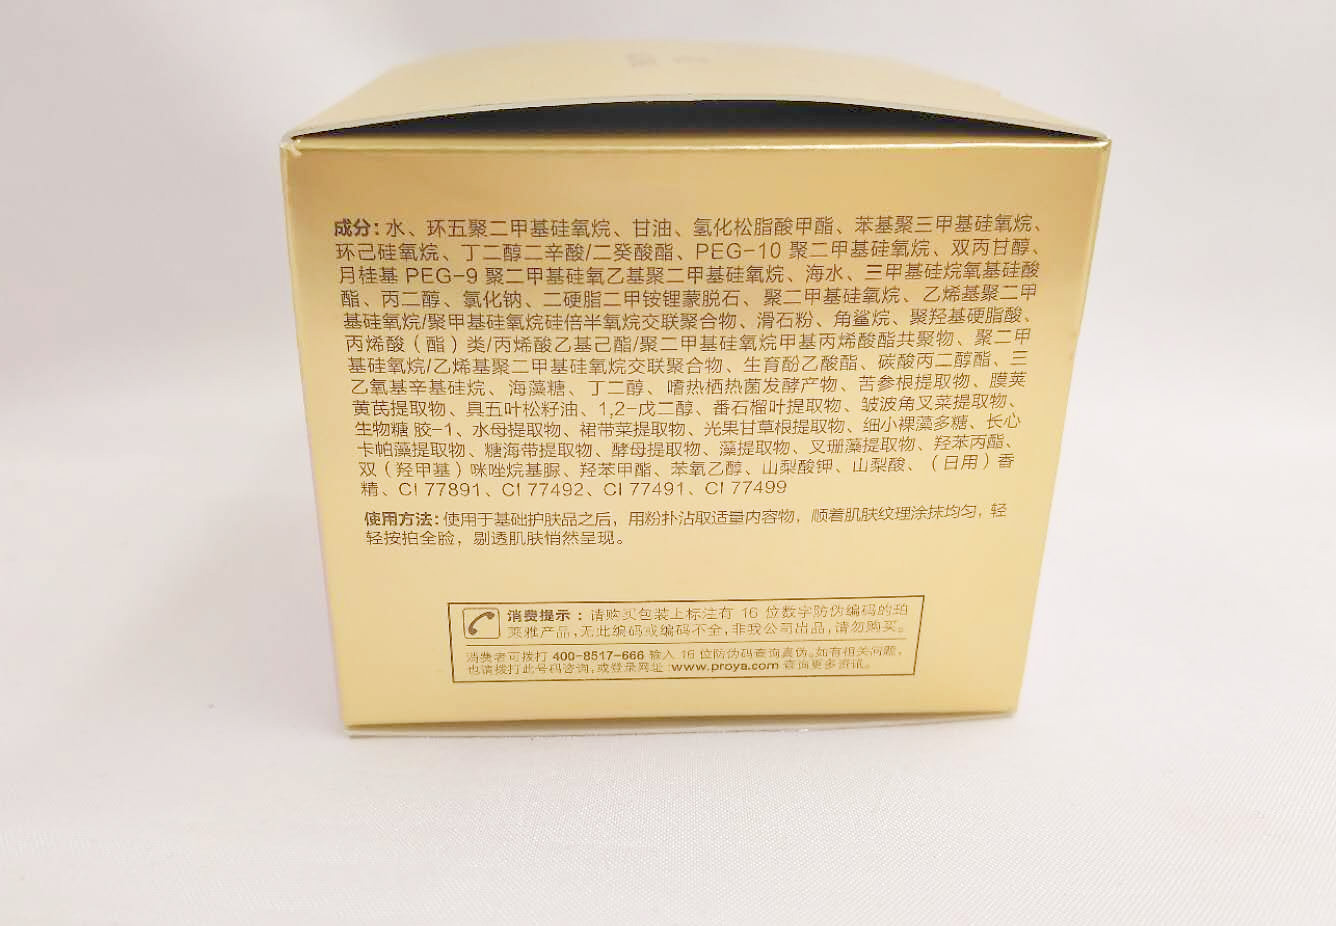 成分: 水、环五聚二甲基硅氧烷、甘油、氢化松脂酸甲酯、苯基聚三甲基硅氧烷、
环己硅氧烷、丁二醇二辛酸/二癸酸酯、PEG-10 聚二甲基硅氧烷、双丙甘醇、
月桂基 PEG-9 聚二甲基硅氧乙基聚二甲基硅氧烷、海水、三甲基硅烷氧基硅酸
酯、丙二醇、氯化钠、二硬脂二甲铵锂蒙脱石、聚二甲基硅氧烷、乙烯基聚二甲
基硅氧烷/聚甲基硅氧烷硅倍半氧烷交联聚合物、滑石粉、角鲨烷、聚羟基硬脂酸、
丙烯酸（酯）类/丙烯酸乙基己酯/聚二甲基硅氧烷甲基丙烯酸酯共聚物、聚二甲
基硅氧烷/乙烯基聚二甲基硅氧烷交联聚合物、生育酚乙酸酯、碳酸丙二醇酯、三
乙氧基辛基硅烷、海藻糖、丁二醇、嗜热栖热菌发酵产物、苦参根提取物、膜荚
黄芪提取物、具五叶松籽油、1,2-戊二醇、番石榴叶提取物、皱波角叉菜提取物、
生物糖 胶-1、水母提取物、裙带菜提取物、光果甘草根提取物、细小裸藻多糖、长心
卡帕藻提取物、糖海带提取物、酵母提取物、藻提取物、叉珊藻提取物、羟苯丙酯、
双（羟甲基）咪唑烷基脲、羟苯甲酯、苯氧乙醇、山梨酸钾、山梨酸、（日用）香
精、CI 77891、CI 77492、CI 77491、CI 77499
使用方法: 使用于基础护肤品之后，用粉扑沾取适量内容物，顺着肌肤纹理涂抹均匀，轻
轻按拍全脸，剔透肌肤悄然呈现。
消费提示：请购买包装上标注有 16 位数字防伪编码的珀
莱雅产品,无此编码或编码不全,非我公司出品,请勿购买。
消费者可拨打 400-8517-666 输入 16 位防伪码查询真伪。如有相关问题,
也请拨打此号码咨询,或登录网址:www.proya.com 查询更多资讯。